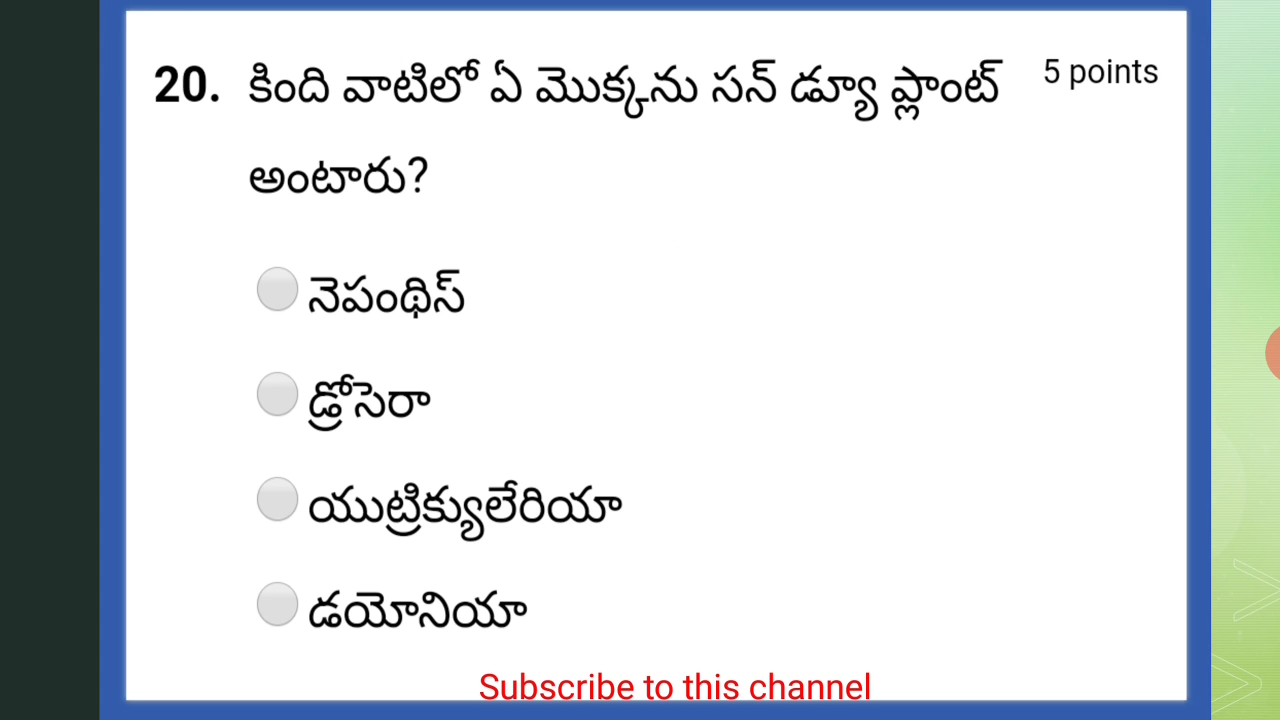 20. కింది వాటిలో ఏ మొక్కను సన్ డ్యూ ప్లాంట్ 5 points
అంటారు?
నెపంథిస్
డ్రోసెరా
యుట్రిక్యులేరియా
డయోనియా
Subscribe to this channel